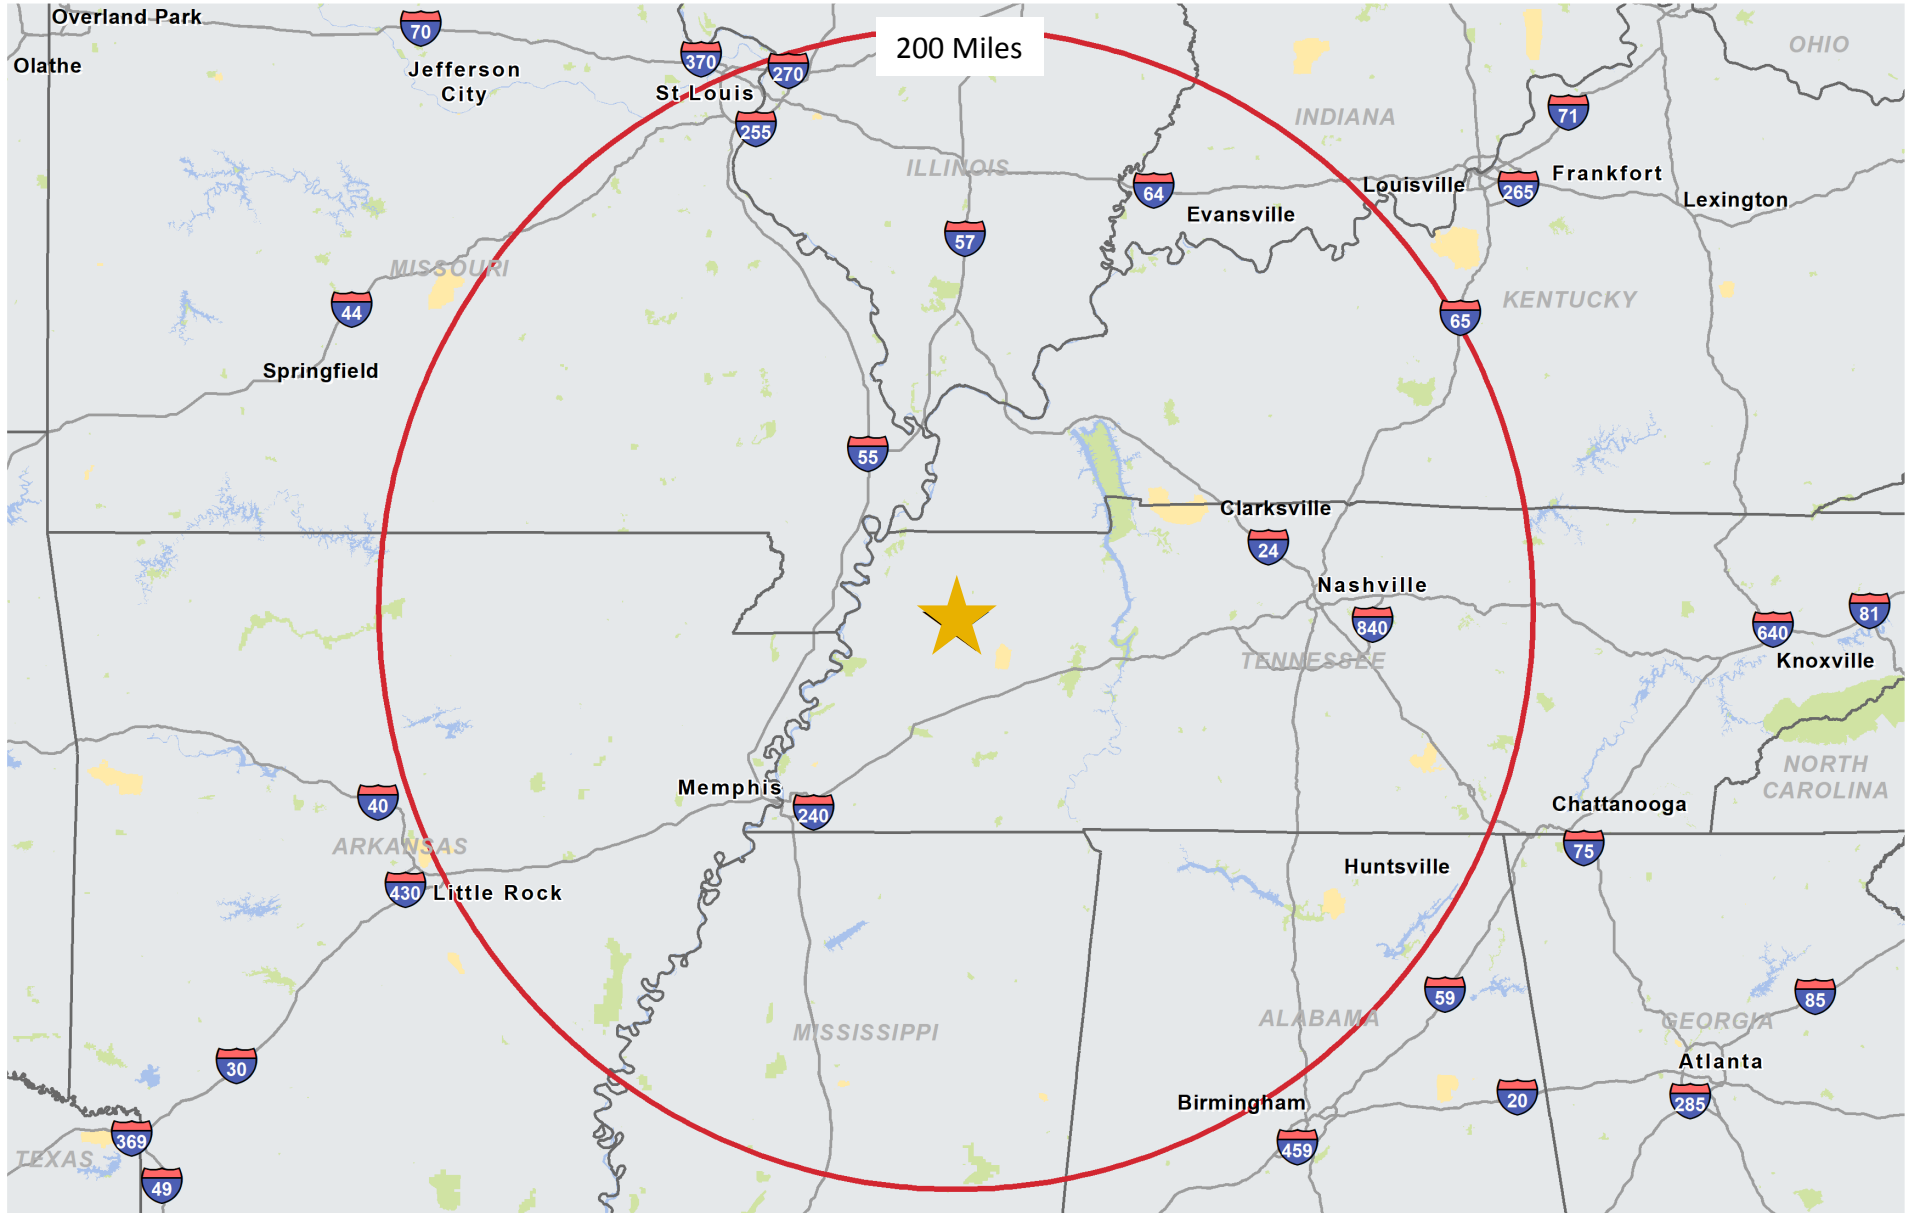 Overland Park
70
200 Miles
OHIO
Olathe
Jefferson
City
370
270
St Louis
255
INDIANA
71
ILLINOIS
64
Louisville
265
Frankfort
Lexington
Evansville
57
MISSOURI
44
65
KENTUCKY
Springfield
55
Clarksville
24
Nashville
840
640
81
TENNESSEE
Knoxville
NORTH
CAROLINA
Memphis
240
40
Chattanooga
75
ARKANSAS
Huntsville
430
Little Rock
59
85
MISSISSIPPI
ALABAMA
GEORGIA
30
Atlanta
Birmingham
20
285
369
459
TEXAS
49